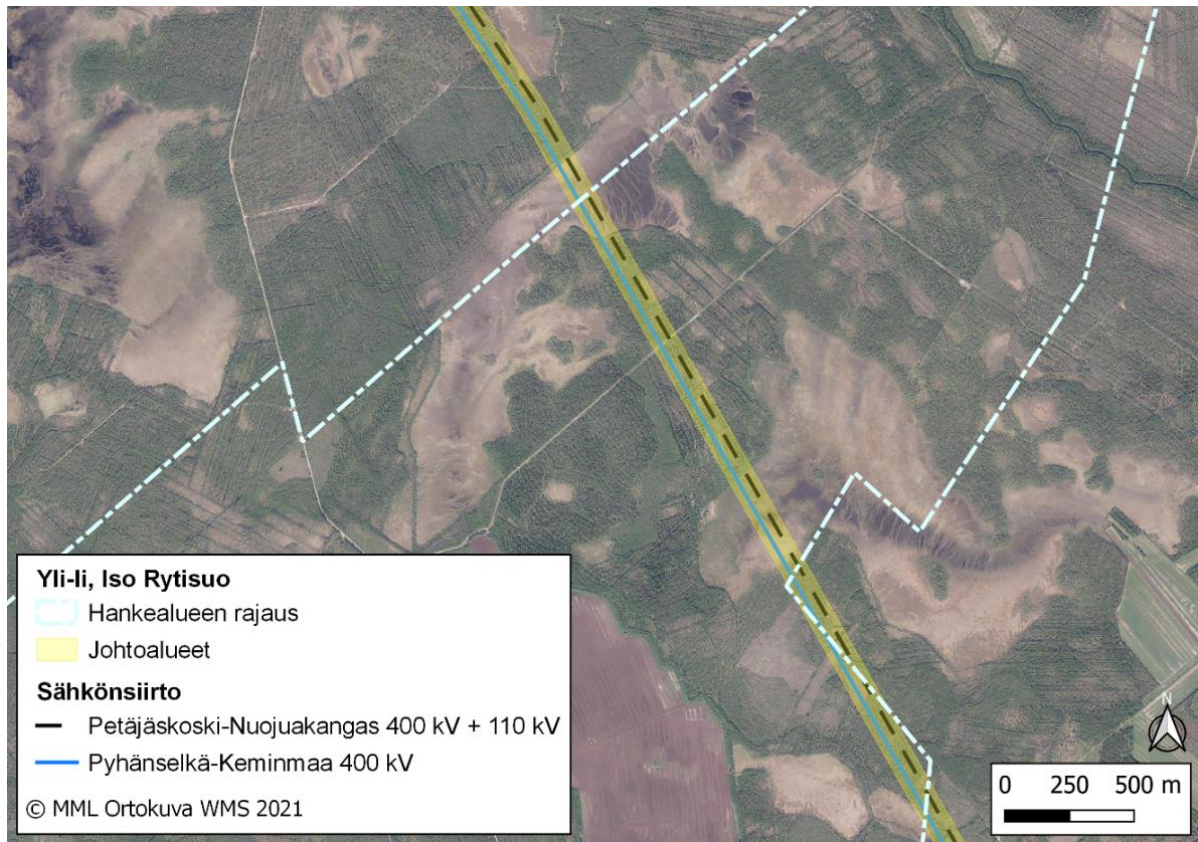 Yli-Ii, Iso Rytisuo
Hankealueen rajaus
Johtoalueet
Sähkönsiirto
Petäjäskoski-Nuojuakangas 400 kV + 110 kV
Pyhänselkä-Keminmaa 400 kV
© MML Ortokuva WMS 2021
N
0 250 500 m